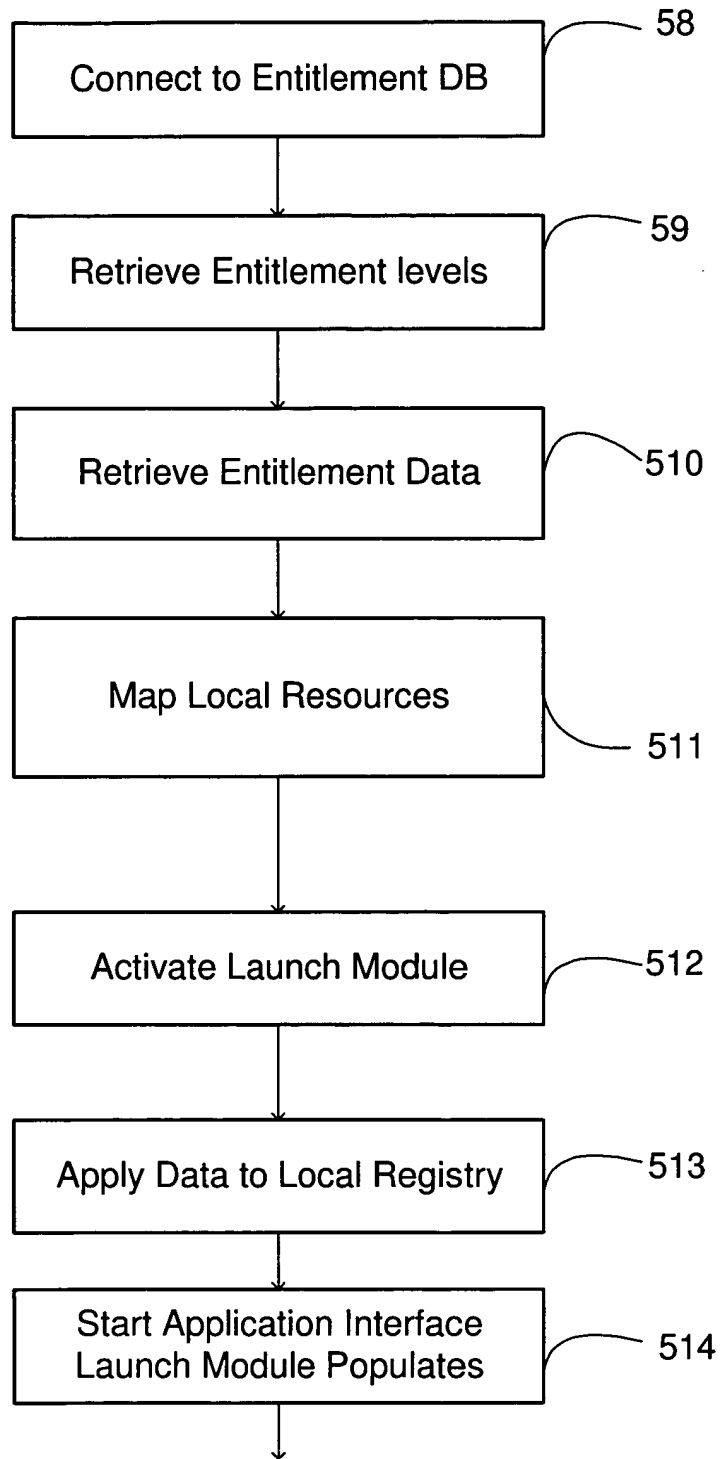 58
Connect to Entitlement DB
59
Retrieve Entitlement levels
Retrieve Entitlement Data
510
Map Local Resources
511
Activate Launch Module
512
Apply Data to Local Registry
513
Start Application Interface
Launch Module Populates
514